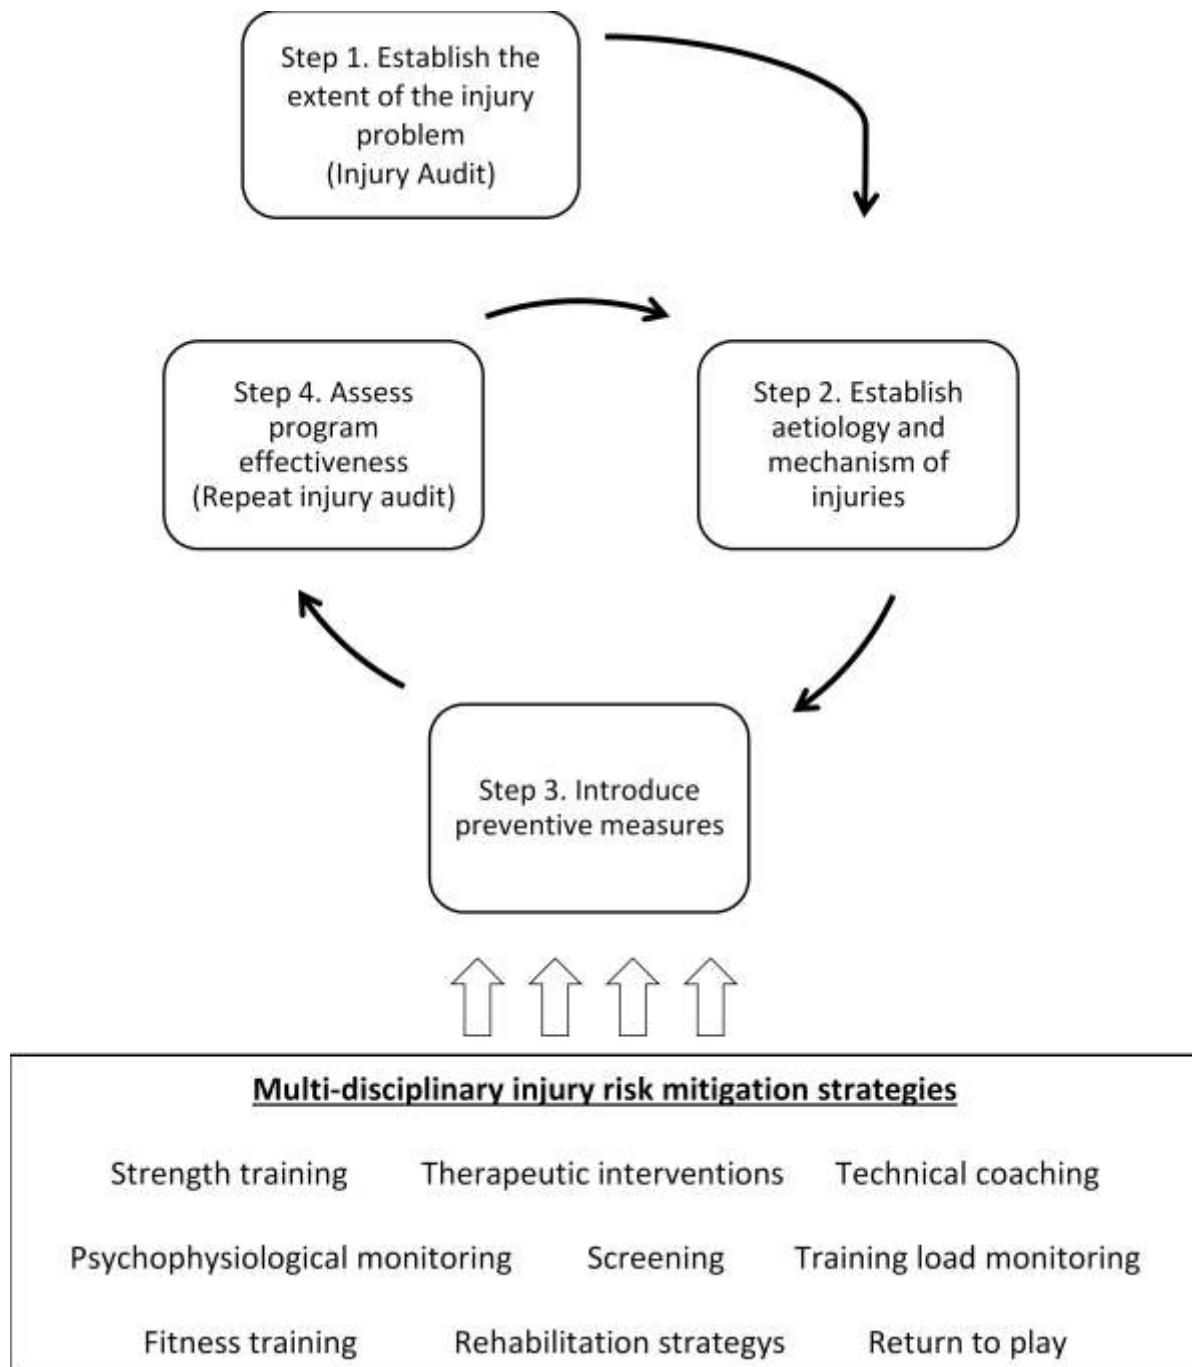 Step 1. Establish the
extent of the injury
problem
(Injury Audit)
Step 4. Assess
program
effectiveness
(Repeat injury audit)
Step 2. Establish
aetiology and
mechanism of
injuries
Step 3. Introduce
preventive measures
Multi-disciplinary injury risk mitigation strategies
Strength training Therapeutic interventions Technical coaching
Psychophysiological monitoring Screening Training load monitoring
Fitness training Rehabilitation strategys Return to play